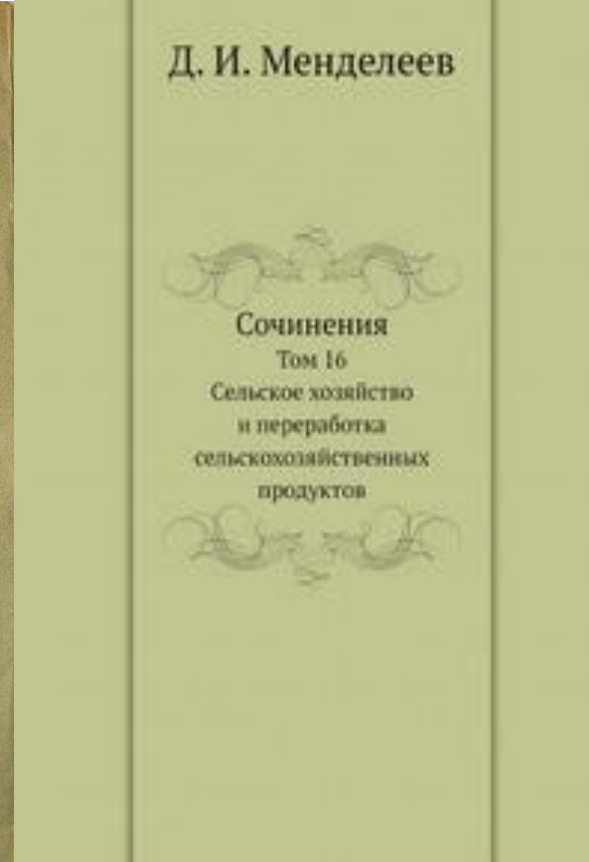 Д. И. Менделеев
Сочинения
Том 16
Сельское хозяйство
и переработка
сельскохозяйственных
продуктов